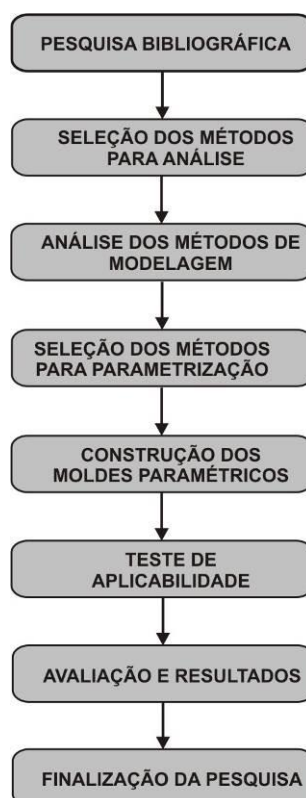 PESQUISA BIBLIOGRÁFICA
SELEÇÃO DOS MÉTODOS
PARA ANÁLISE
ANÁLISE DOS MÉTODOS DE
MODELAGEM
SELEÇÃO DOS MÉTODOS
PARA PARAMETRIZAÇÃO
CONSTRUÇÃO DOS
MOLDES PARAMÉTRICOS
TESTE DE
APLICABILIDADE
AVALIAÇÃO E RESULTADOS
FINALIZAÇÃO DA PESQUISA